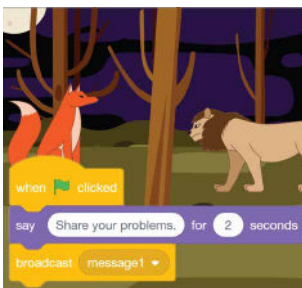 when clicked
say Share your problems. for 2 seconds
broadcast message1